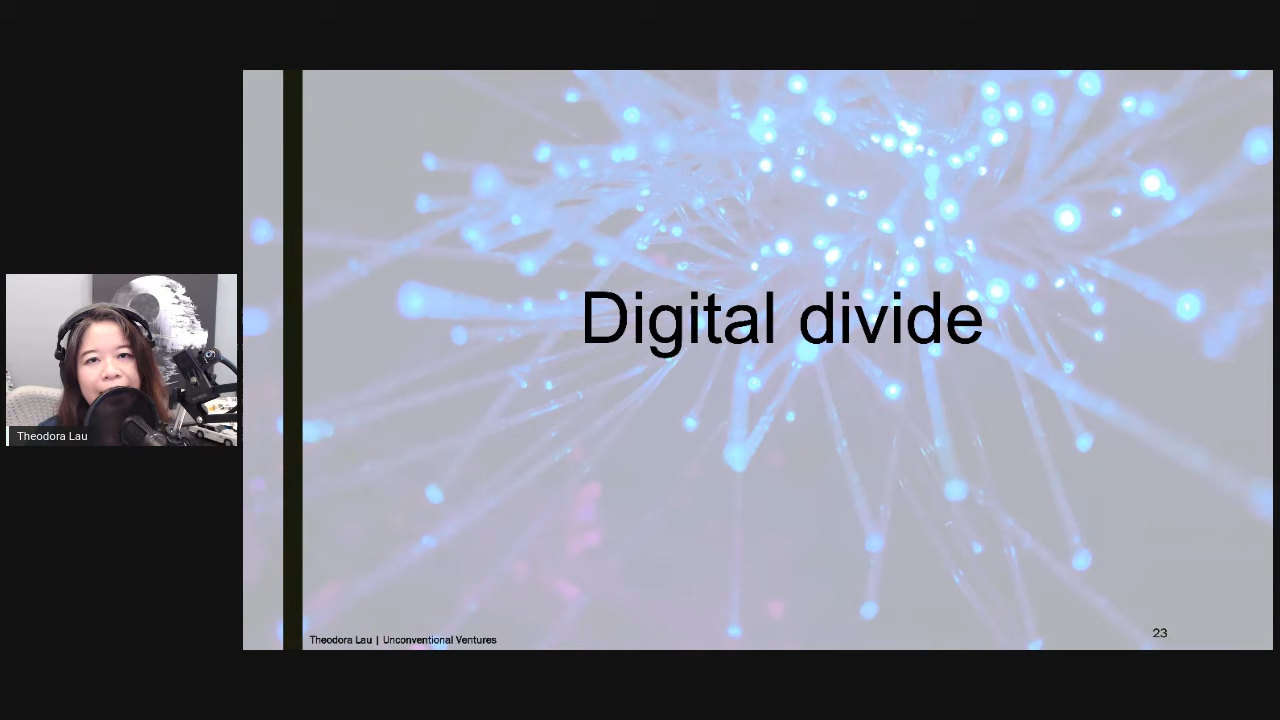 Digital divide
Theodora Lau
Theodora Lau | Unconventional Ventures
23